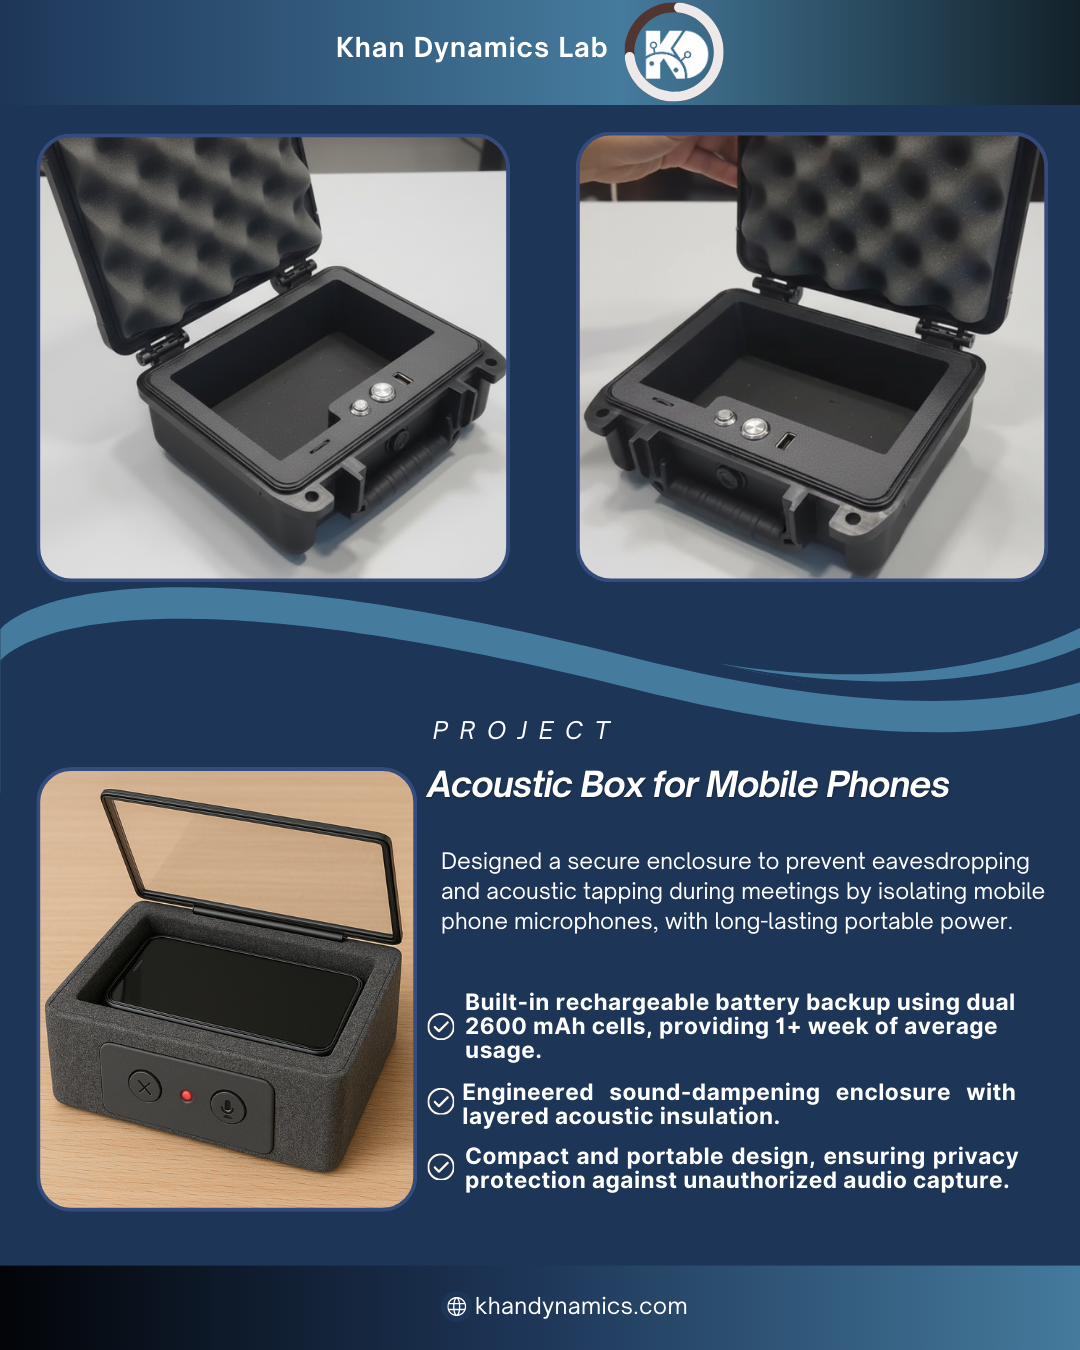 Khan Dynamics Lab
KD
PROJECT
Acoustic Box for Mobile Phones
Designed a secure enclosure to prevent eavesdropping
and acoustic tapping during meetings by isolating mobile
phone microphones, with long-lasting portable power.
Built-in rechargeable battery backup using dual
2600 mAh cells, providing 1+ week of average
usage.
Engineered sound-dampening enclosure with
layered acoustic insulation.
Compact and portable design, ensuring privacy
protection against unauthorized audio capture.
khandynamics.com